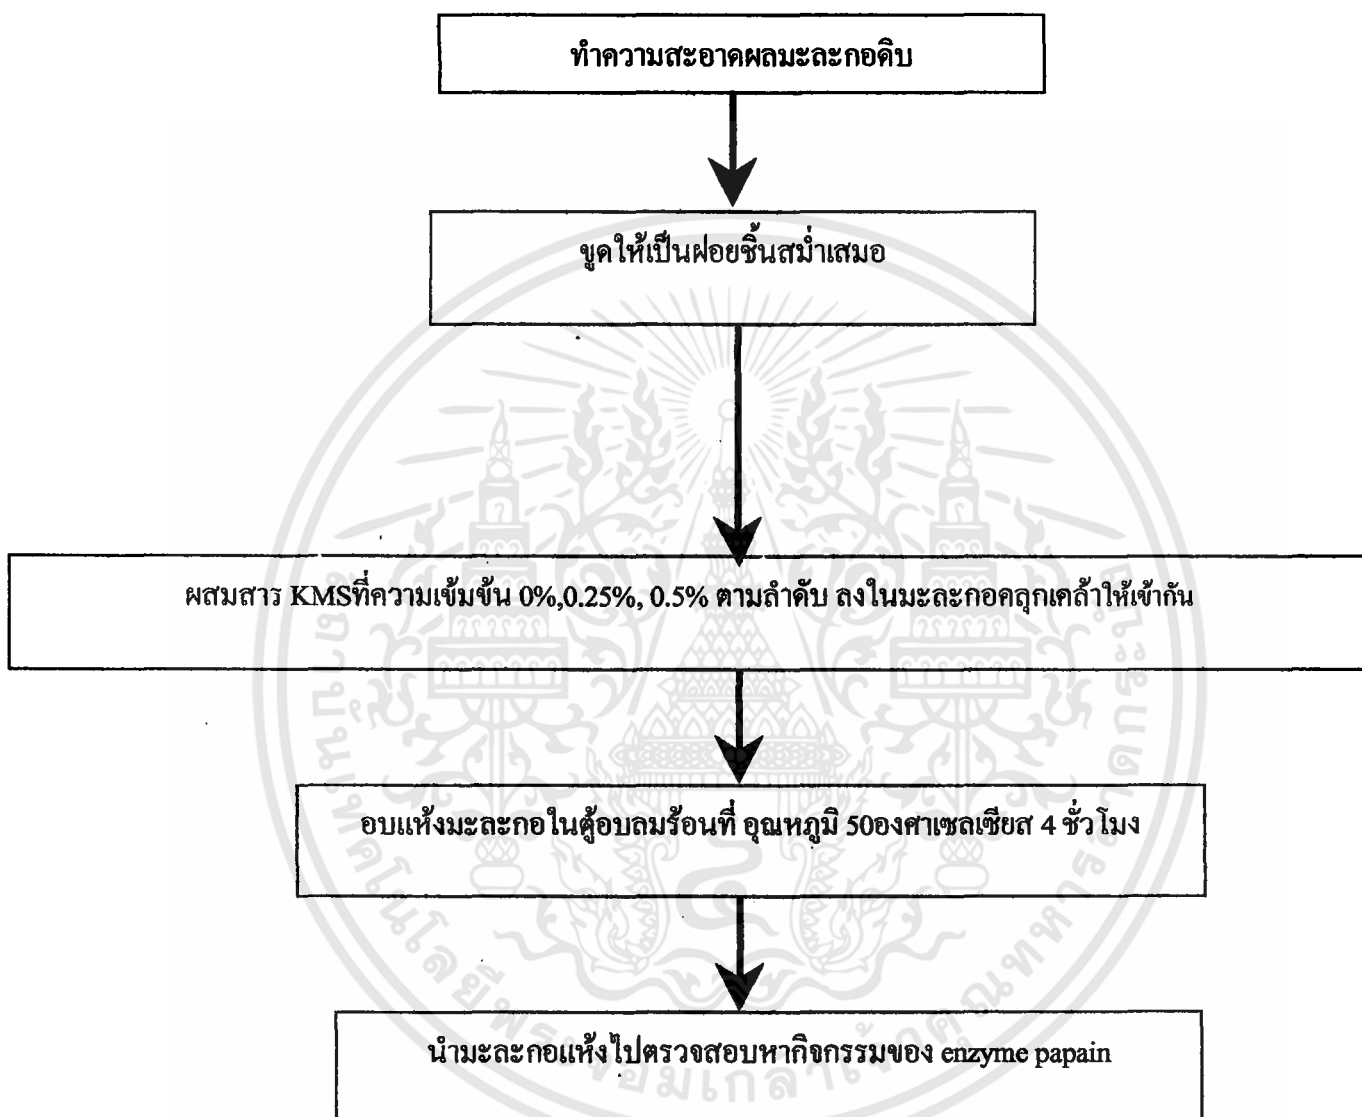 ทำความสะอาดผลมะละกอดิบ
ขูดให้เป็นฝอยชิ้นสม่ำเสมอ
ผสมสาร KMSที่ความเข้มข้น 0%,0.25%, 0.5% ตามลำดับ ลงในมะละกอคลุกเคล้าให้เข้ากัน
อบแห้งมะละกอในตู้อบลมร้อนที่ อุณหภูมิ 50องศาเซลเซียส 4 ชั่วโมง
นำมะละกอแห้งไปตรวจสอบหากิจกรรมของ enzyme papain